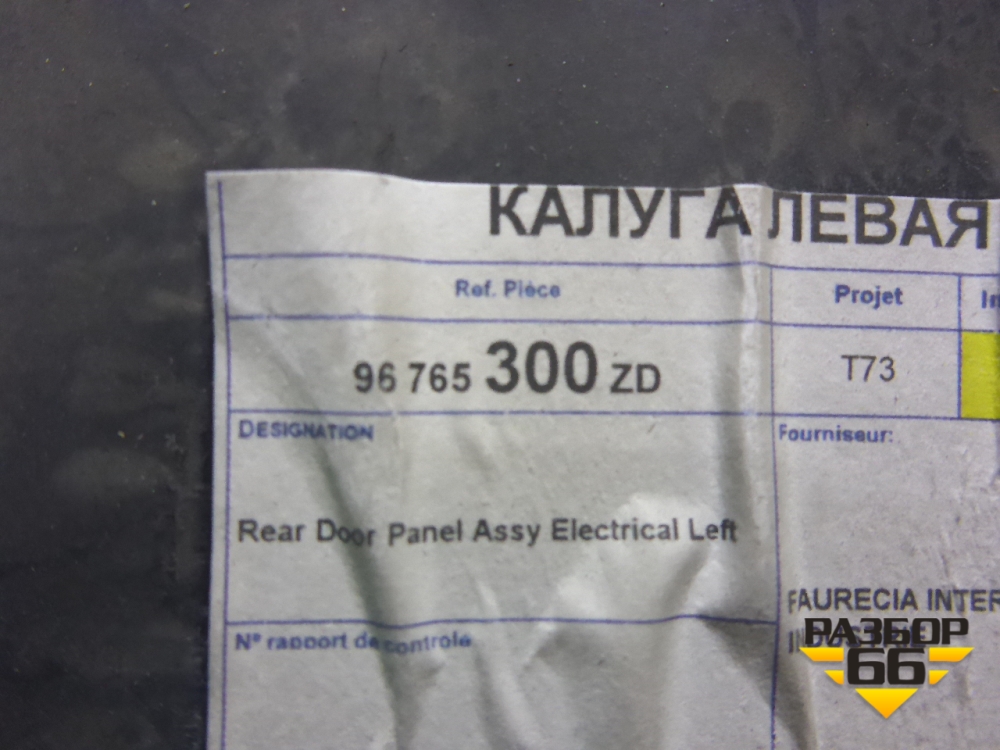 КАЛУГА ЛЕВАЯ
Ref. Pièce
Projet
96 765 300 ZD
T73
DESIGNATION
Fourniseur:
Rear Door Panel Assy Electrical Left
FAURECIA INTER
N° rapport de controle
РАЗБОР
66